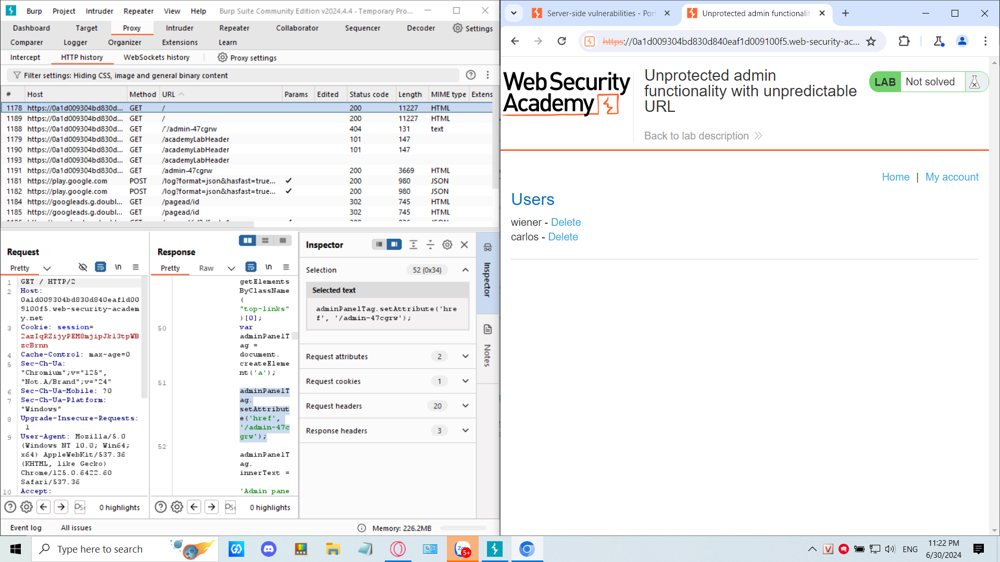 Burp Project Intruder Repeater View Help Burp Suite Community Edition v2024.4.4 - Temporary Pro...
Dashboard Target Proxy Intruder Repeater Collaborator Sequencer Decoder Settings
Comparer Logger Organizer Extensions Learn
Intercept HTTP history WebSockets history Proxy settings
Filter settings: Hiding CSS, image and general binary content
# Host Method URL Params Edited Status code Length MIME type Extens
1178 https://0a1d009304bd830d... GET / 200 11227 HTML
1189 https://0a1d009304bd830d... GET / 200 11227 HTML
1188 https://0a1d009304bd830d... GET /'/admin-47cgrw 404 131 text
1179 https://0a1d009304bd830d... GET /academyLabHeader 101 147
1190 https://0a1d009304bd830d... GET /academyLabHeader 101 147
1193 https://0a1d009304bd830d... GET /academyLabHeader
1191 https://0a1d009304bd830d... GET /admin-47cgrw 200 3669 HTML
1181 https://play.google.com POST /log?format=json&hasfast=true... 200 980 JSON
1182 https://play.google.com POST /log?format=json&hasfast=true... 200 980 JSON
1184 https://googleads.g.doubl... GET /pagead/id 302 745 HTML
1185 https://googleads.g.doubl... GET /pagead/id 302 745 HTML
Request
Pretty
\n
1 GET / HTTP/2
2 Host:
0a1d009304bd830d840eaf1d00
9100f5.web-security-academ
y.net
3 Cookie: session=
2azIqRZijyPEM8mjipJkl3tpWB
zcBrnn
4 Cache-Control: max-age=0
5 Sec-Ch-Ua:
"Chromium";v="125",
"Not.A/Brand";v="24"
6 Sec-Ch-Ua-Mobile: ?0
7 Sec-Ch-Ua-Platform:
"Windows"
8 Upgrade-Insecure-Requests:
1
9 User-Agent: Mozilla/5.0
(Windows NT 10.0; Win64;
x64) AppleWebKit/537.36
(KHTML, like Gecko)
Chrome/125.0.6422.60
Safari/537.36
10 Accept:
0 highlights
Response
Pretty Raw
\n
getElements
ByClassName
(
"top-links"
)[0];
50 var
adminPanelT
ag =
document.
createEleme
nt('a');
51
adminPanelT
ag.
setAttribut
e('href',
'/admin-47c
grw');
52
adminPanelT
ag.
innerText =
'Admin pane
0 highlights
Inspector
Selection 52 (0x34)
Selected text
adminPanelTag.setAttribute('hre
f', '/admin-47cgrw');
Request attributes 2
Request cookies 1
Request headers 20
Response headers 3
Inspector
Notes
Event log All issues Memory: 226.2MB
Server-side vulnerabilities - Por
Unprotected admin functionalit
https://0a1d009304bd830d840eaf1d009100f5.web-security-ac...
Web Security
Academy
Unprotected admin
functionality with unpredictable
URL
Back to lab description
LAB Not solved
Home | My account
Users
wiener - Delete
carlos - Delete
Type here to search
5+
ENG
11:22 PM
6/30/2024